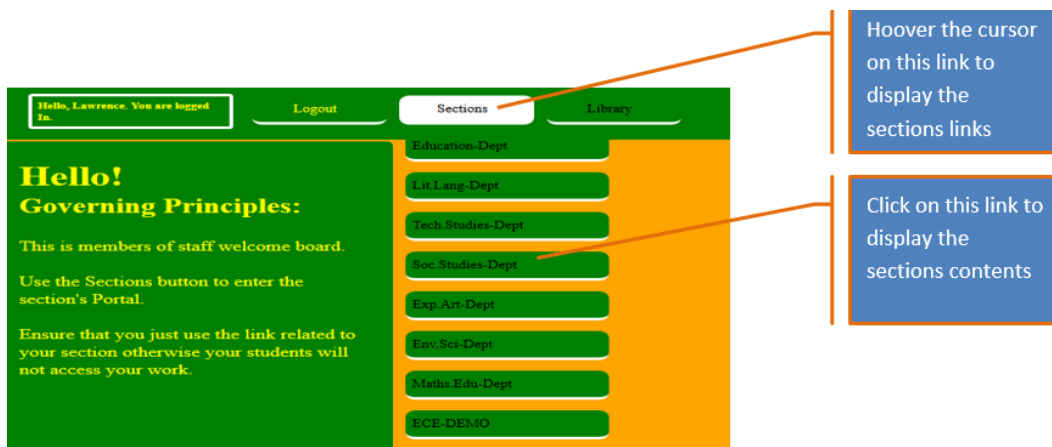 Hoover the cursor
on this link to
display the
sections links
Hello, Lawrence. You are logged
In.
Logout
Sections
Library
Education-Dept
Lit.Lang-Dept
Tech.Studies-Dept
Soc.Studies-Dept
Exp.Art-Dept
Env.Sci-Dept
Maths.Edu-Dept
ECE-DEMO
Hello!
Governing Principles:
This is members of staff welcome board.
Use the Sections button to enter the
section's Portal.
Ensure that you just use the link related to
your section otherwise your students will
not access your work.
Click on this link to
display the
sections contents